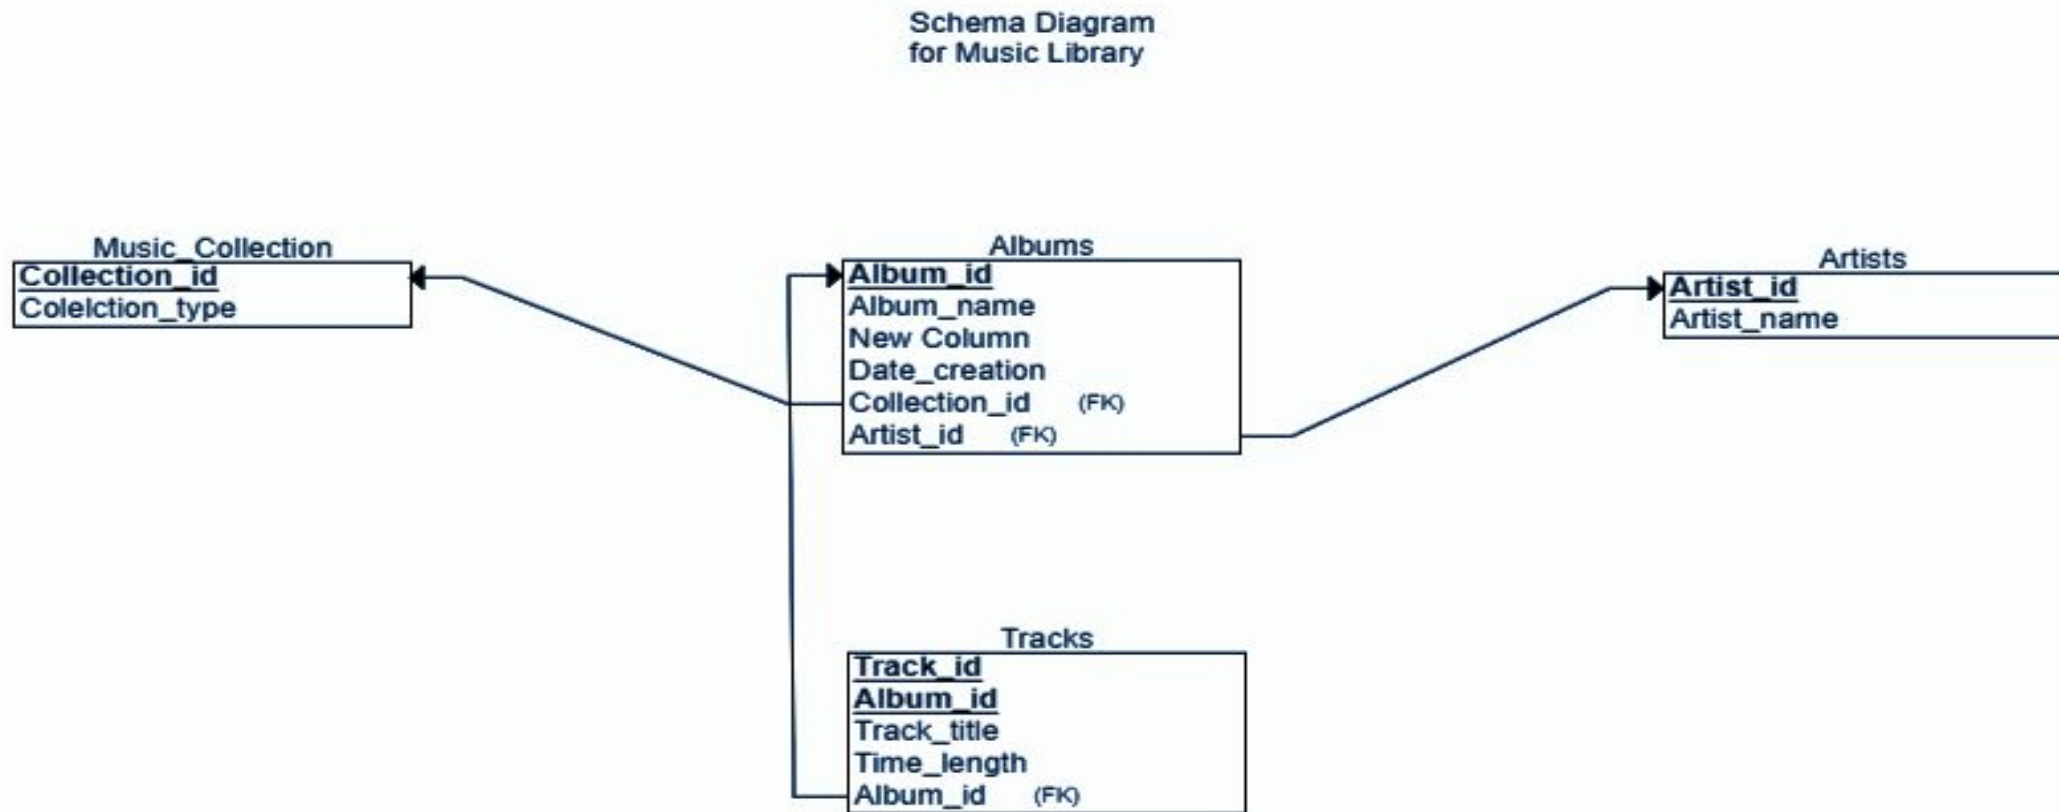 Schema Diagram
for Music Library
Music_Collection
Collection_id
Colelction_type
Albums
Album_id
Album_name
New Column
Date_creation
Collection_id (FK)
Artist_id (FK)
Artists
Artist_id
Artist_name
Tracks
Track_id
Album_id
Track_title
Time_length
Album_id (FK)